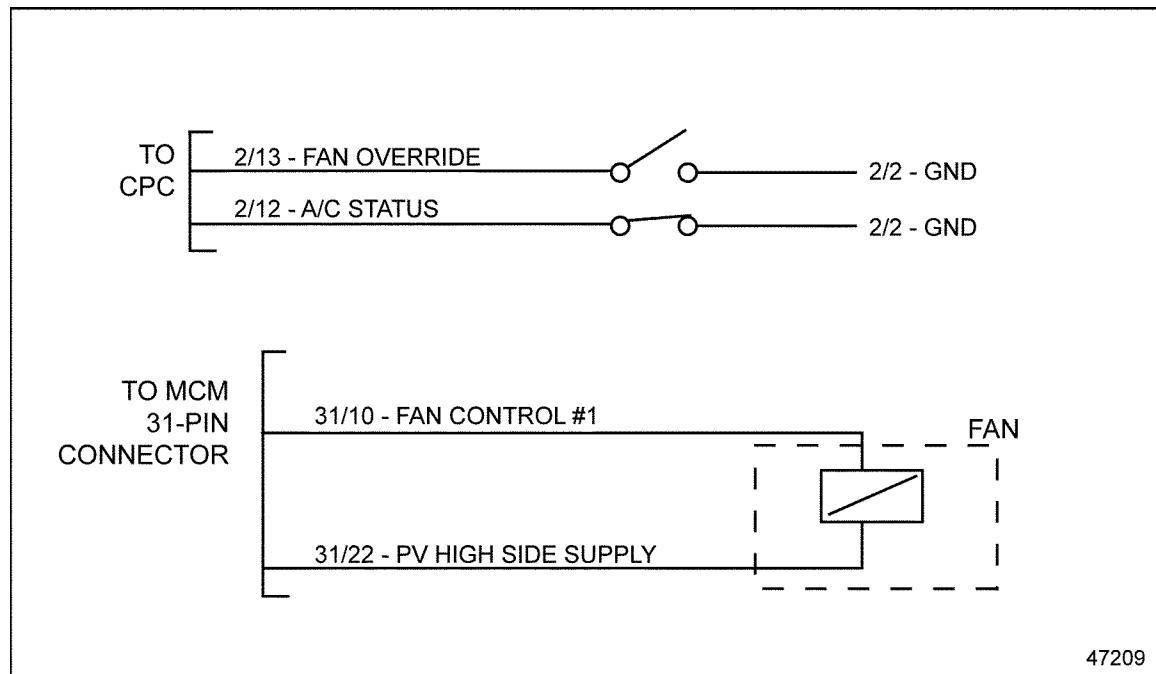 TO
CPC
2/13 - FAN OVERRIDE
2/2 - GND
2/12 - A/C STATUS
2/2 - GND
TO MCM
31-PIN
CONNECTOR
31/10 - FAN CONTROL #1
FAN
31/22 - PV HIGH SIDE SUPPLY
47209